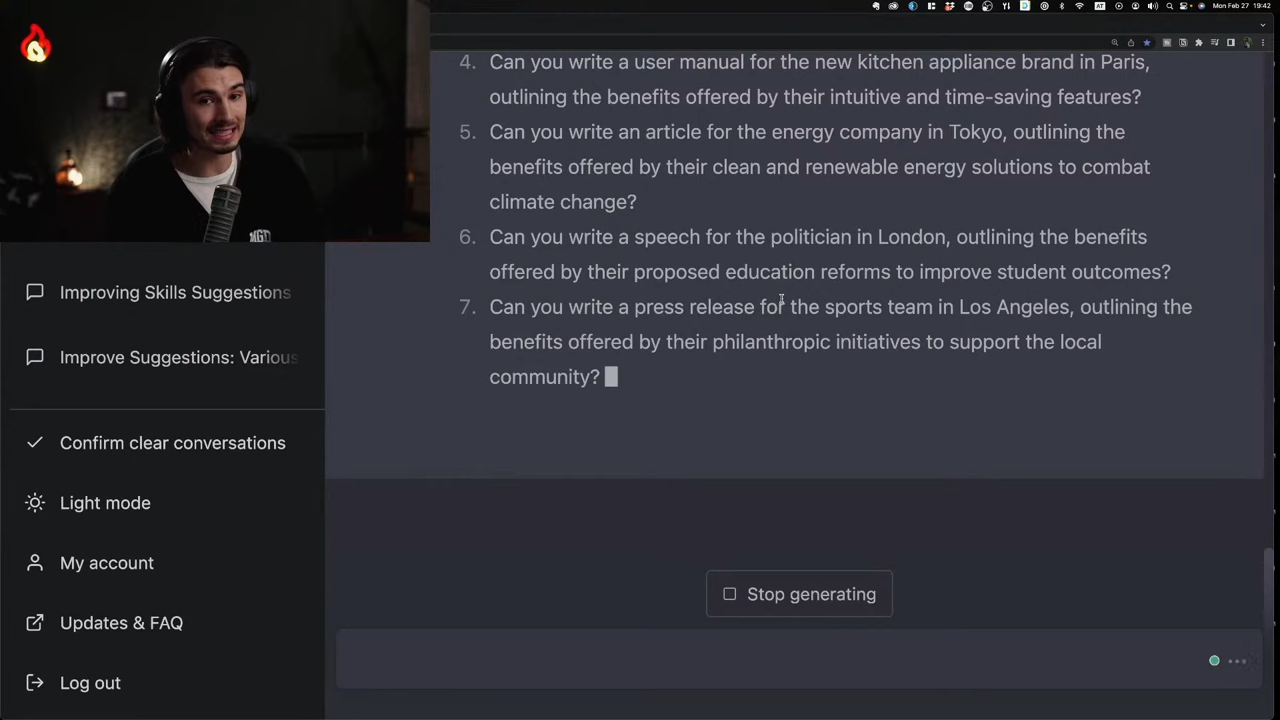 Mon Feb 27 19:42
4. Can you write a user manual for the new kitchen appliance brand in Paris,
outlining the benefits offered by their intuitive and time-saving features?
5. Can you write an article for the energy company in Tokyo, outlining the
benefits offered by their clean and renewable energy solutions to combat
climate change?
6. Can you write a speech for the politician in London, outlining the benefits
offered by their proposed education reforms to improve student outcomes?
7. Can you write a press release for the sports team in Los Angeles, outlining the
benefits offered by their philanthropic initiatives to support the local
community?
Improving Skills Suggestions
Improve Suggestions: Various
Confirm clear conversations
Light mode
My account
Updates & FAQ
Log out
Stop generating